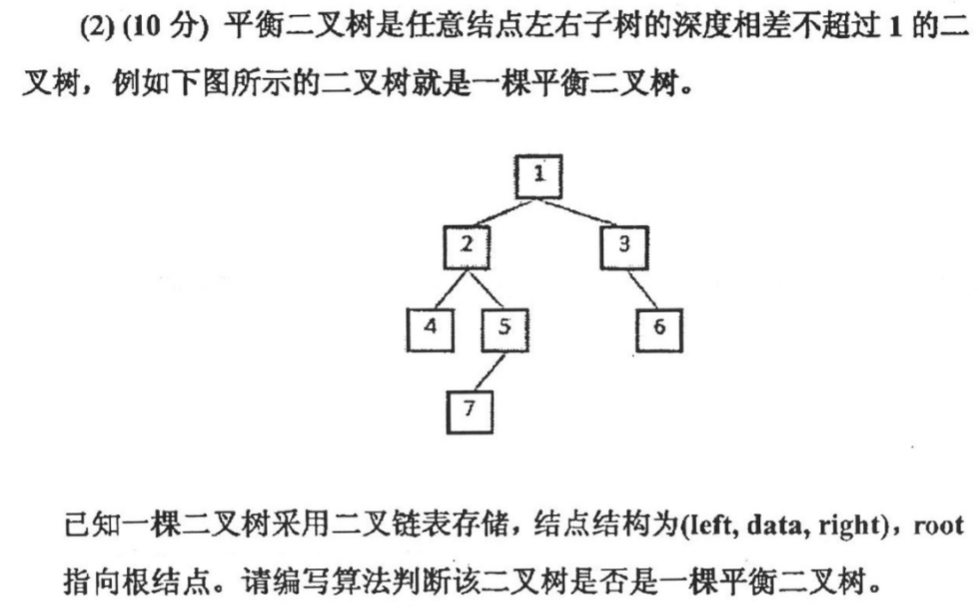 (2) (10 分) 平衡二叉树是任意结点左右子树的深度相差不超过 1 的二
叉树，例如下图所示的二叉树就是一棵平衡二叉树。
1
2 3
4 5 6
7
已知一棵二叉树采用二叉链表存储，结点结构为(left, data, right)，root
指向根结点。请编写算法判断该二叉树是否是一棵平衡二叉树。